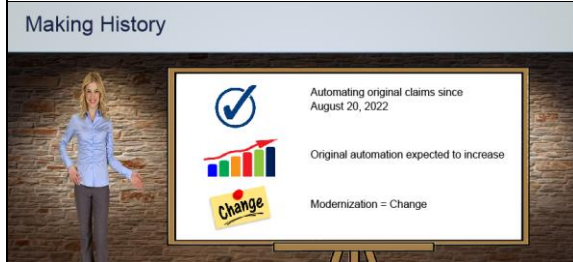 Making History
Automating original claims since
August 20, 2022
Original automation expected to increase
Change
Modernization = Change